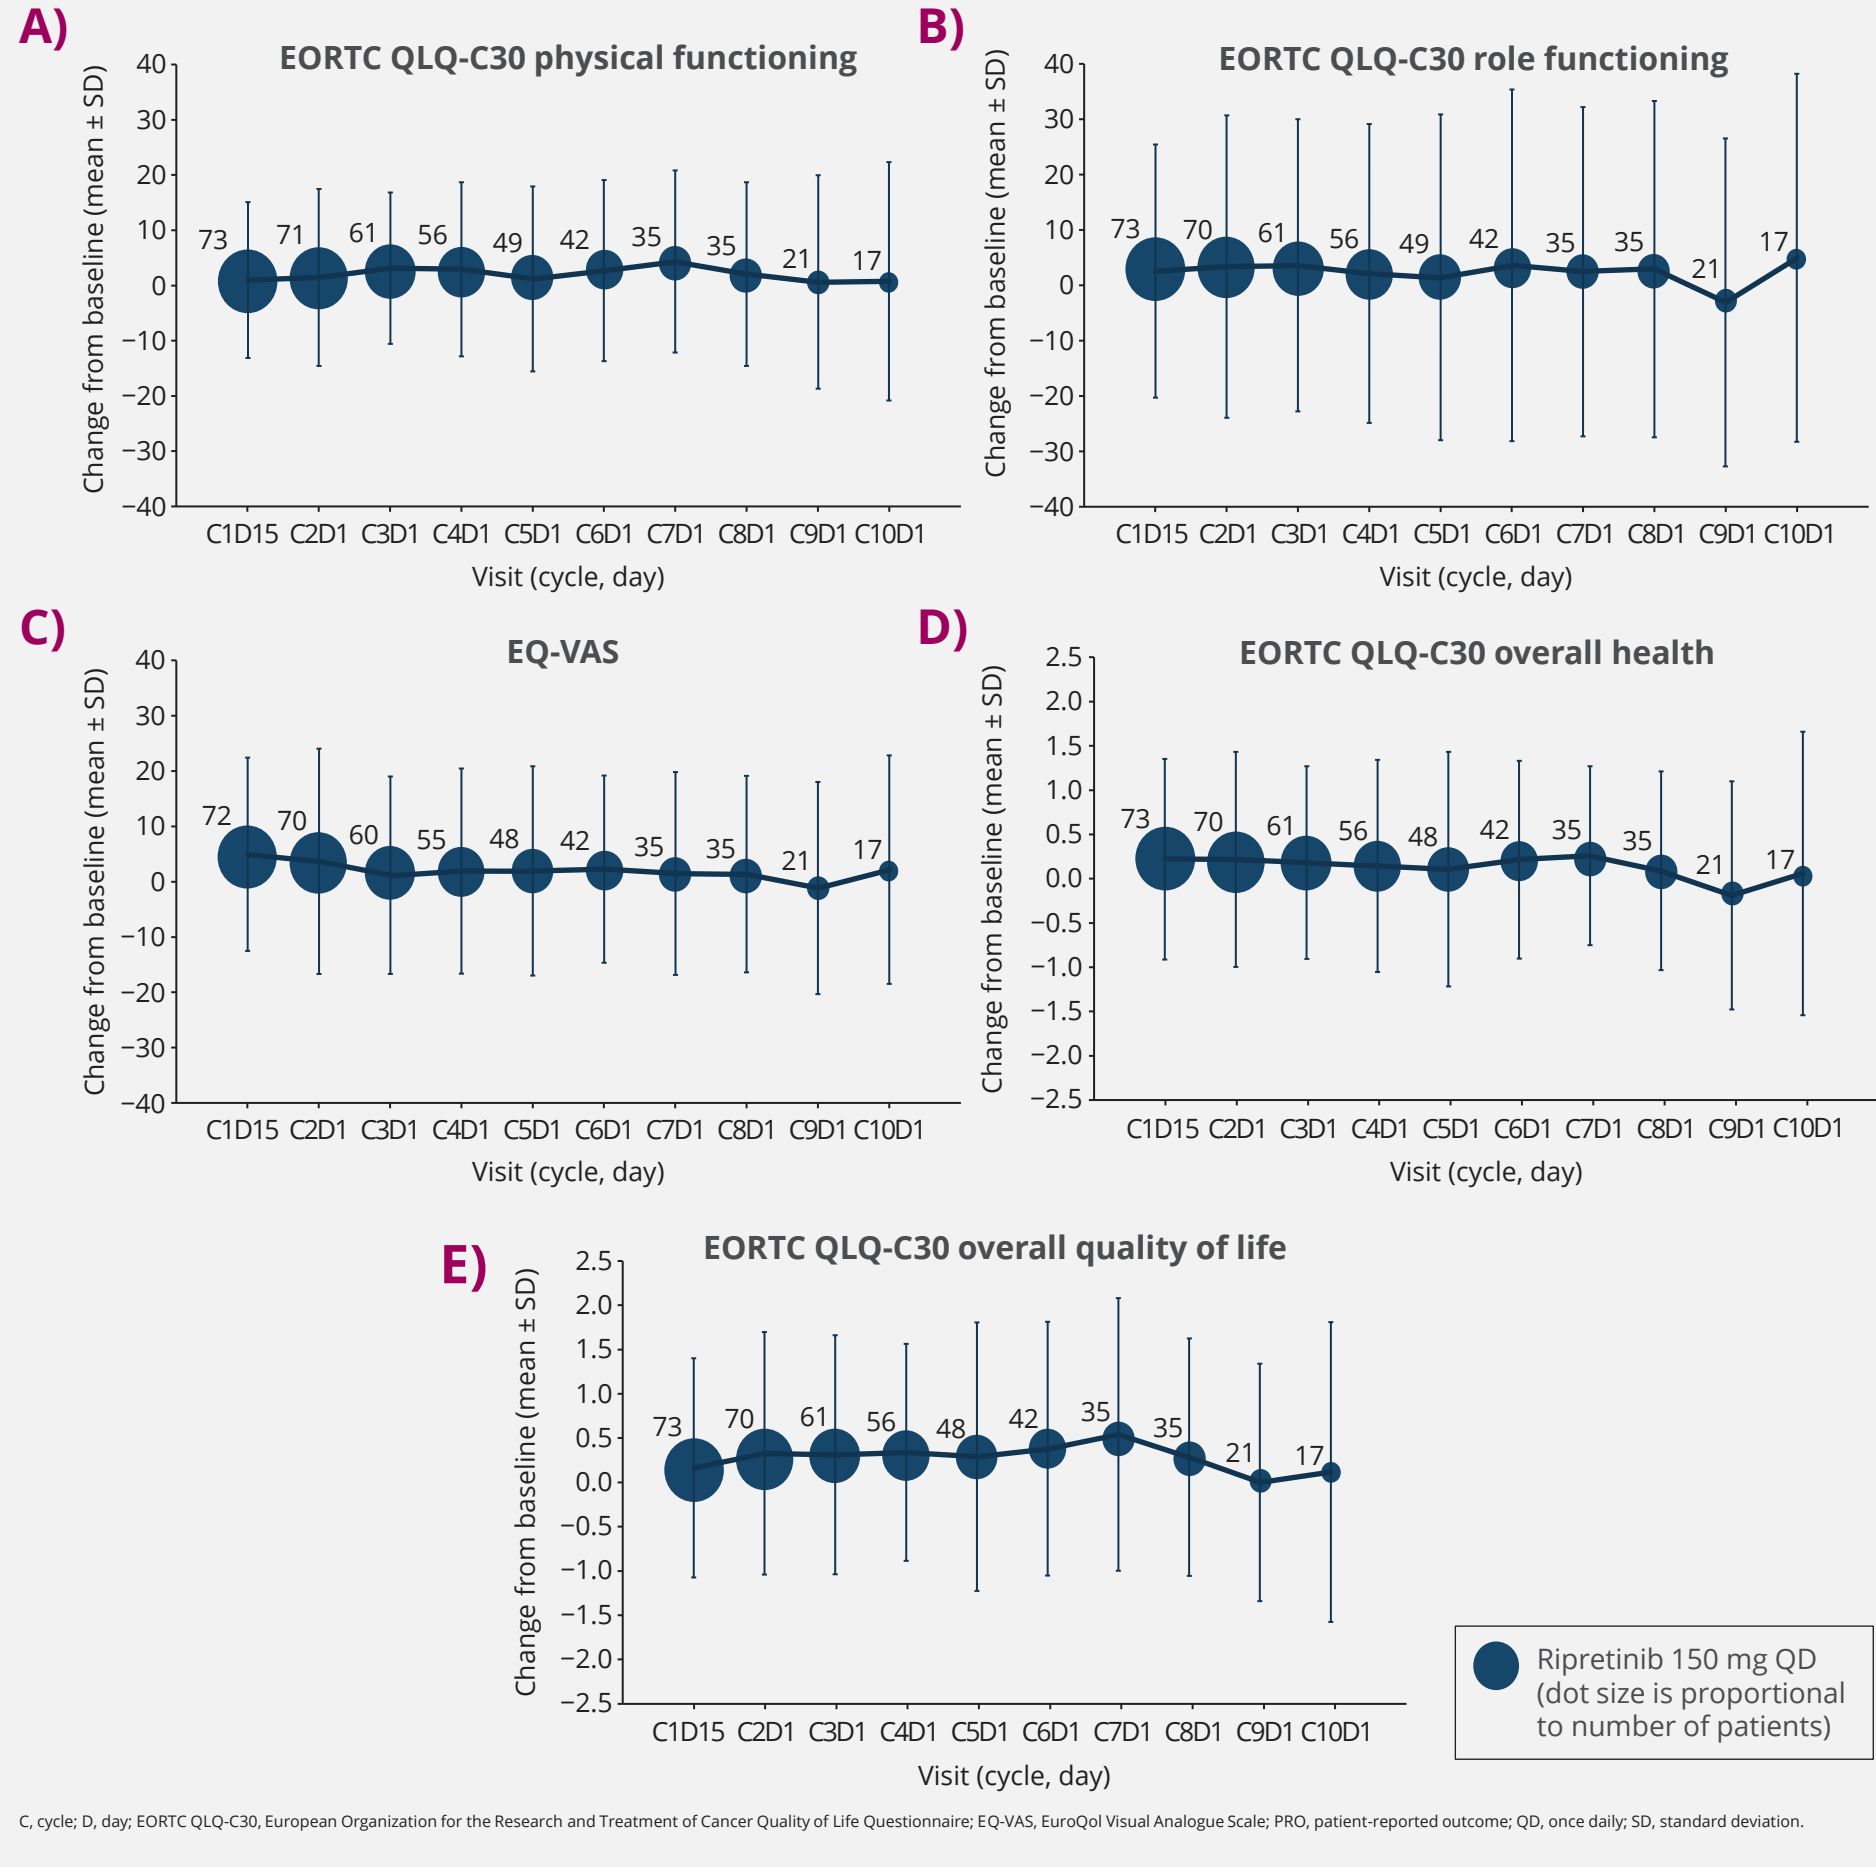 A)
EORTC QLQ-C30 physical functioning
Change from baseline (mean ± SD)
40
30
20
10
0
−10
−20
−30
−40
73 71 61 56 49 42 35 35 21 17
C1D15 C2D1 C3D1 C4D1 C5D1 C6D1 C7D1 C8D1 C9D1 C10D1
Visit (cycle, day)
B)
EORTC QLQ-C30 role functioning
Change from baseline (mean ± SD)
40
30
20
10
0
−10
−20
−30
−40
73 70 61 56 49 42 35 35 21 17
C1D15 C2D1 C3D1 C4D1 C5D1 C6D1 C7D1 C8D1 C9D1 C10D1
Visit (cycle, day)
C)
EQ-VAS
Change from baseline (mean ± SD)
40
30
20
10
0
−10
−20
−30
−40
72 70 60 55 48 42 35 35 21 17
C1D15 C2D1 C3D1 C4D1 C5D1 C6D1 C7D1 C8D1 C9D1 C10D1
Visit (cycle, day)
D)
EORTC QLQ-C30 overall health
Change from baseline (mean ± SD)
2.5
2.0
1.5
1.0
0.5
0.0
−0.5
−1.0
−1.5
−2.0
−2.5
73 70 61 56 48 42 35 35 21 17
C1D15 C2D1 C3D1 C4D1 C5D1 C6D1 C7D1 C8D1 C9D1 C10D1
Visit (cycle, day)
E)
EORTC QLQ-C30 overall quality of life
Change from baseline (mean ± SD)
2.5
2.0
1.5
1.0
0.5
0.0
−0.5
−1.0
−1.5
−2.0
−2.5
73 70 61 56 48 42 35 35 21 17
C1D15 C2D1 C3D1 C4D1 C5D1 C6D1 C7D1 C8D1 C9D1 C10D1
Visit (cycle, day)
Ripretinib 150 mg QD
(dot size is proportional
to number of patients)
C, cycle; D, day; EORTC QLQ-C30, European Organization for the Research and Treatment of Cancer Quality of Life Questionnaire; EQ-VAS, EuroQol Visual Analogue Scale; PRO, patient-reported outcome; QD, once daily; SD, standard deviation.